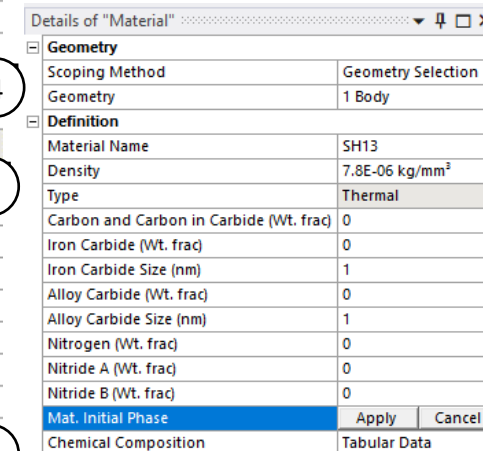 Details of "Material"
Geometry
Scoping Method Geometry Selection
Geometry 1 Body
Definition
Material Name SH13
Density 7.8E-06 kg/mm³
Type Thermal
Carbon and Carbon in Carbide (Wt. frac) 0
Iron Carbide (Wt. frac) 0
Iron Carbide Size (nm) 1
Alloy Carbide (Wt. frac) 0
Alloy Carbide Size (nm) 1
Nitrogen (Wt. frac) 0
Nitride A (Wt. frac) 0
Nitride B (Wt. frac) 0
Mat. Initial Phase Apply Cancel
Chemical Composition Tabular Data